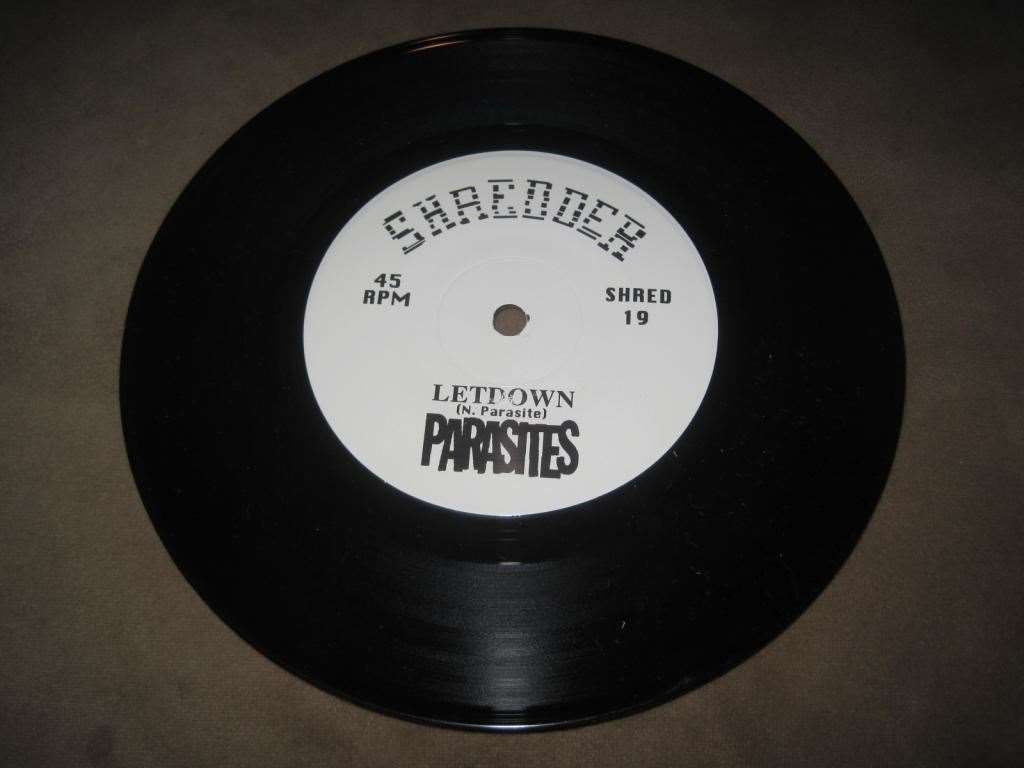 SHREDDER
45
RPM
SHRED
19
LETDOWN
(N. Parasite)
PARASITES